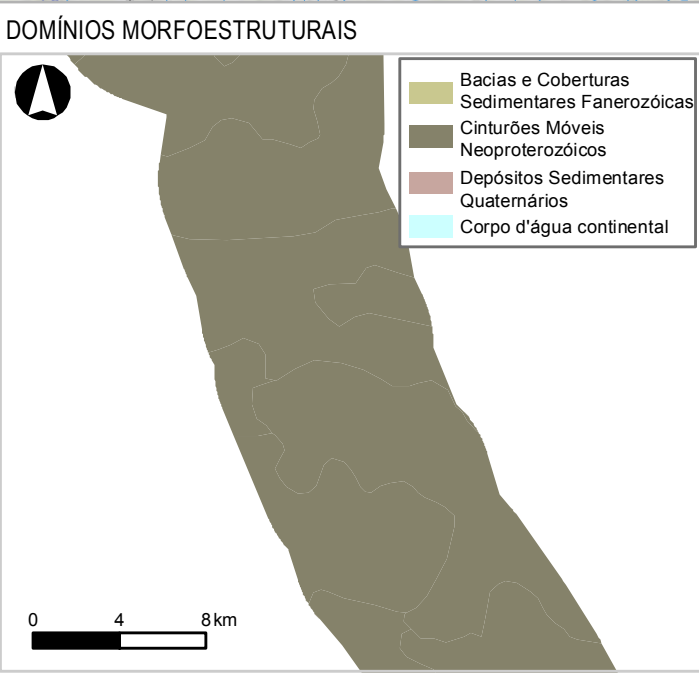 DOMÍNIOS MORFOESTRUTURAIS
Bacias e Coberturas
Sedimentares Fanerozóicas
Cinturões Móveis
Neoproterozóicos
Depósitos Sedimentares
Quaternários
Corpo d'água continental
0 4 8 km